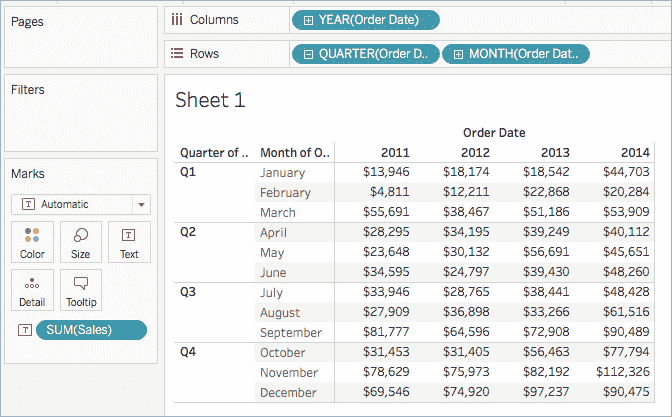 Pages
Columns YEAR(Order Date)
Rows QUARTER(Order D.. MONTH(Order Dat..
Filters
Sheet 1
Order Date
Quarter of .. Month of O.. 2011 2012 2013 2014
Q1 January $13,946 $18,174 $18,542 $44,703
February $4,811 $12,211 $22,868 $20,284
March $55,691 $38,467 $51,186 $53,909
Q2 April $28,295 $34,195 $39,249 $40,112
May $23,648 $30,132 $56,691 $45,651
June $34,595 $24,797 $39,430 $48,260
Q3 July $33,946 $28,765 $38,441 $48,428
August $27,909 $36,898 $33,266 $61,516
September $81,777 $64,596 $72,908 $90,489
Q4 October $31,453 $31,405 $56,463 $77,794
November $78,629 $75,973 $82,192 $112,326
December $69,546 $74,920 $97,237 $90,475
Marks
T Automatic
T
Color Size Text
Detail Tooltip
T SUM(Sales)